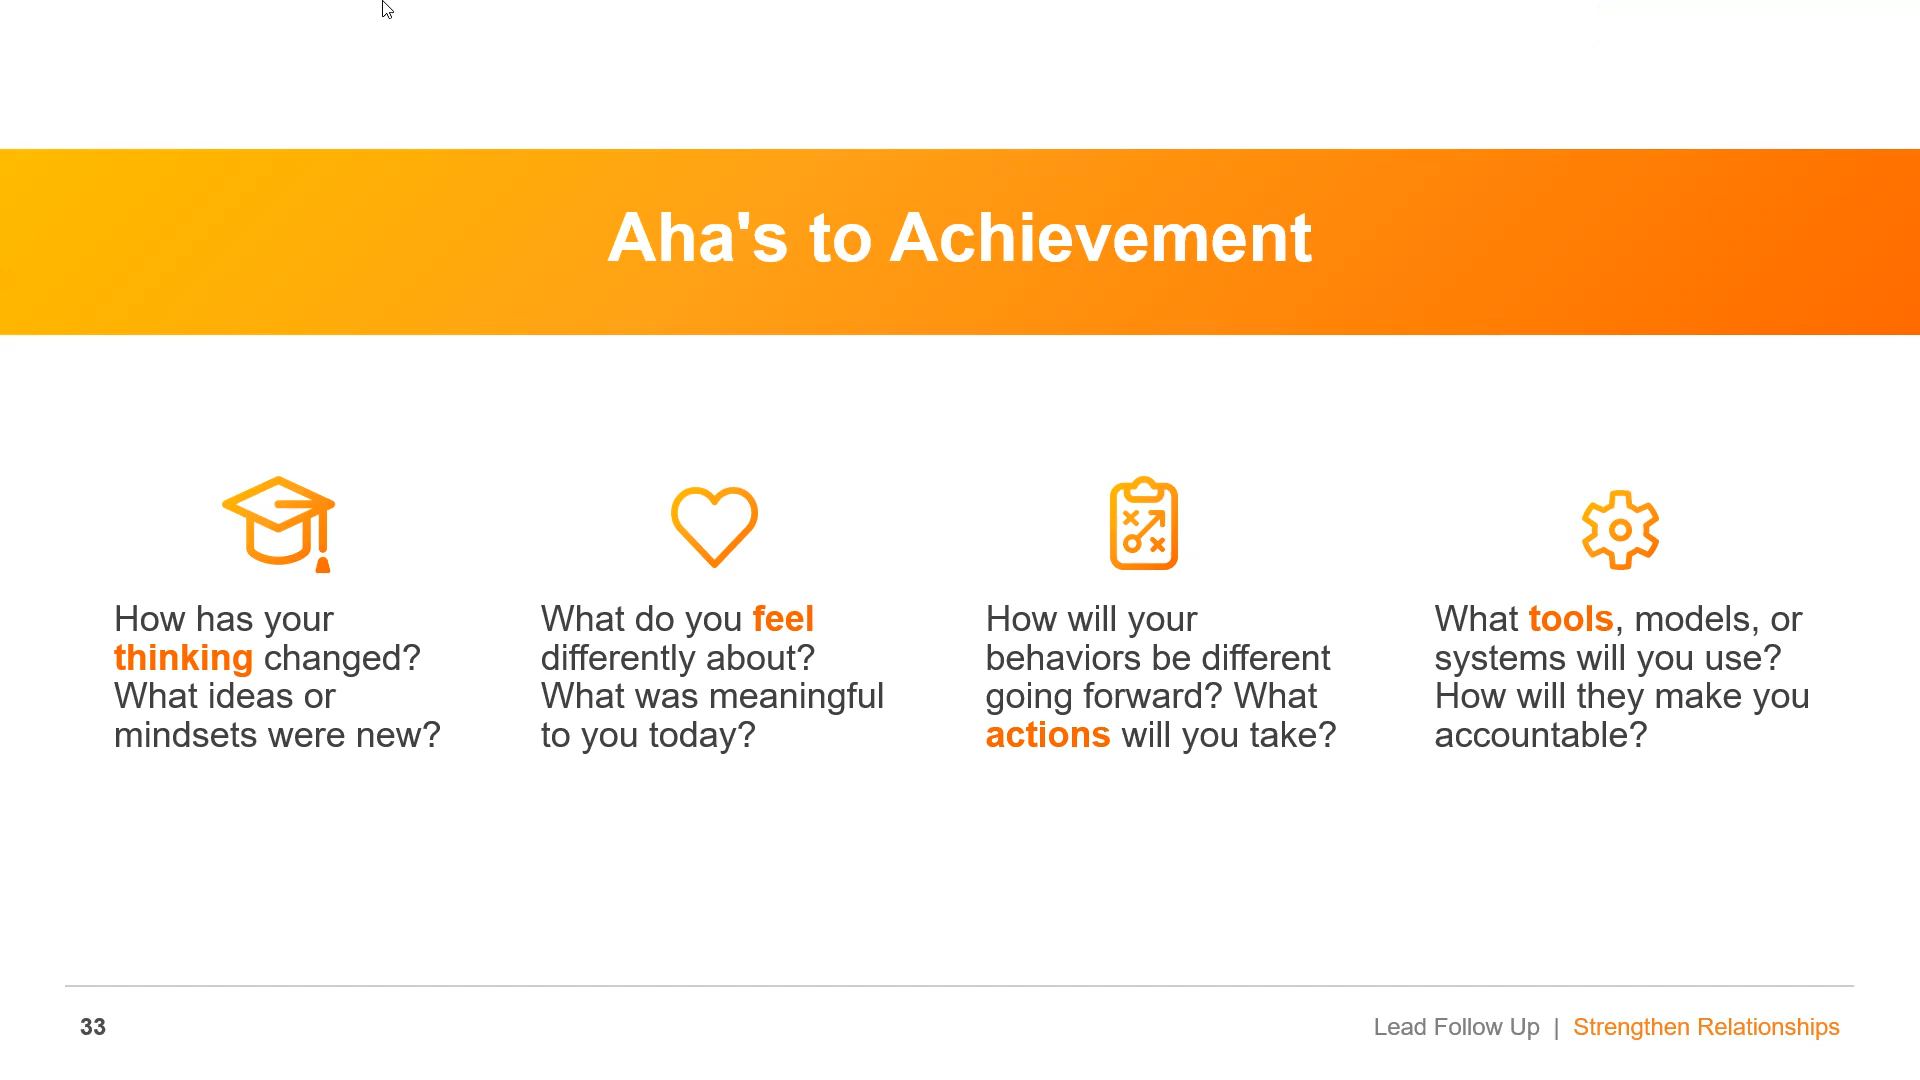 Aha's to Achievement
How has your
thinking changed?
What ideas or
mindsets were new?
What do you feel
differently about?
What was meaningful
to you today?
How will your
behaviors be different
going forward? What
actions will you take?
What tools, models, or
systems will you use?
How will they make you
accountable?
33
Lead Follow Up | Strengthen Relationships